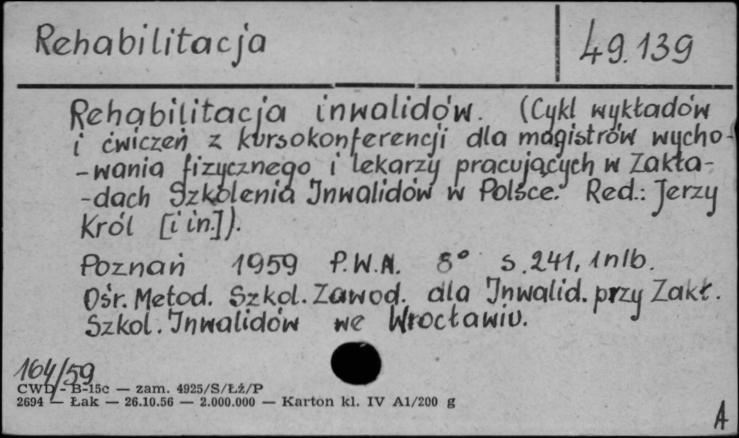 Rehabilitacja
49.139
Rehabilitacja inwalidów. (Cykl wykładów
i ćwiczeń z kursokonferencji dla magistrów wycho-
-wania fizycznego i lekarzy pracujących w Zakła-
-dach Szkolenia Inwalidów w Polsce. Red.: Jerzy
Król [i in.]).
Poznań 1959 P.W.N. 8° s. 241, 1nlb.
Ośr. Metod. Szkol. Zawod. dla Inwalid. przy Zakł.
Szkol. Inwalidów we Wrocławiu.
164/59
CWD - B-15c — zam. 4925/S/Łź/P
2694 — Łak — 26.10.56 — 2.000.000 — Karton kl. IV A1/200 g
A